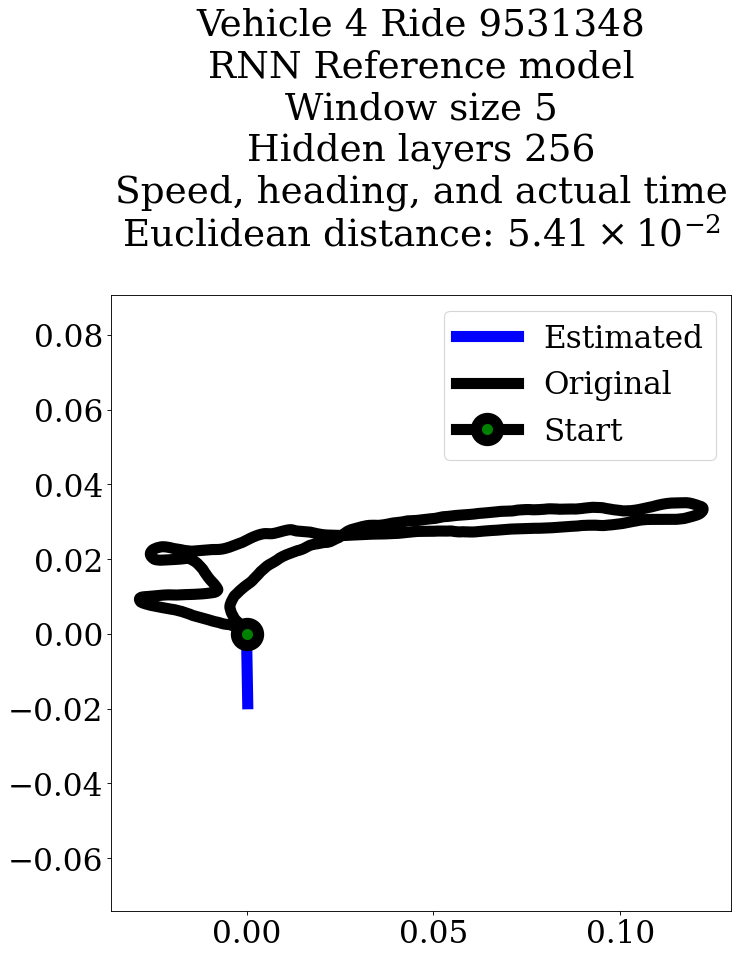 Vehicle 4 Ride 9531348
RNN Reference model
Window size 5
Hidden layers 256
Speed, heading, and actual time
Euclidean distance: 5.41 × 10⁻²
Estimated
Original
Start
0.08
0.06
0.04
0.02
0.00
−0.02
−0.04
−0.06
0.00 0.05 0.10